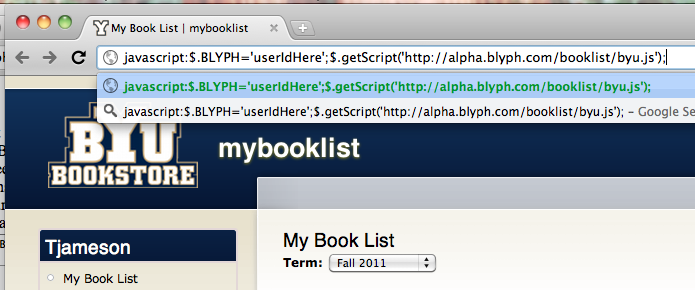 My Book List | mybooklist
javascript:$.BLYPH='userIdHere';$.getScript('http://alpha.blyph.com/booklist/byu.js');
javascript:$.BLYPH='userIdHere';$.getScript('http://alpha.blyph.com/booklist/byu.js');
javascript:$.BLYPH='userIdHere';$.getScript('http://alpha.blyph.com/booklist/byu.js'); – Google Se
BYU
BOOKSTORE
mybooklist
Tjameson
My Book List
My Book List
Term: Fall 2011